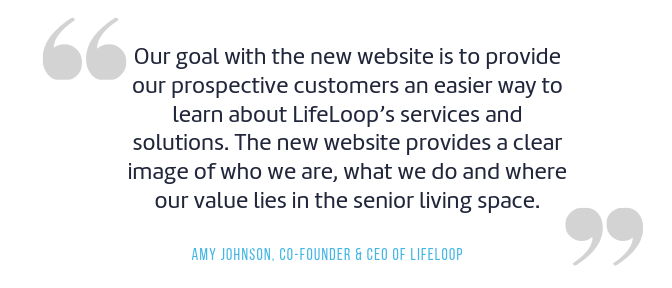 Our goal with the new website is to provide
our prospective customers an easier way to
learn about LifeLoop’s services and
solutions. The new website provides a clear
image of who we are, what we do and where
our value lies in the senior living space.
AMY JOHNSON, CO-FOUNDER & CEO OF LIFELOOP